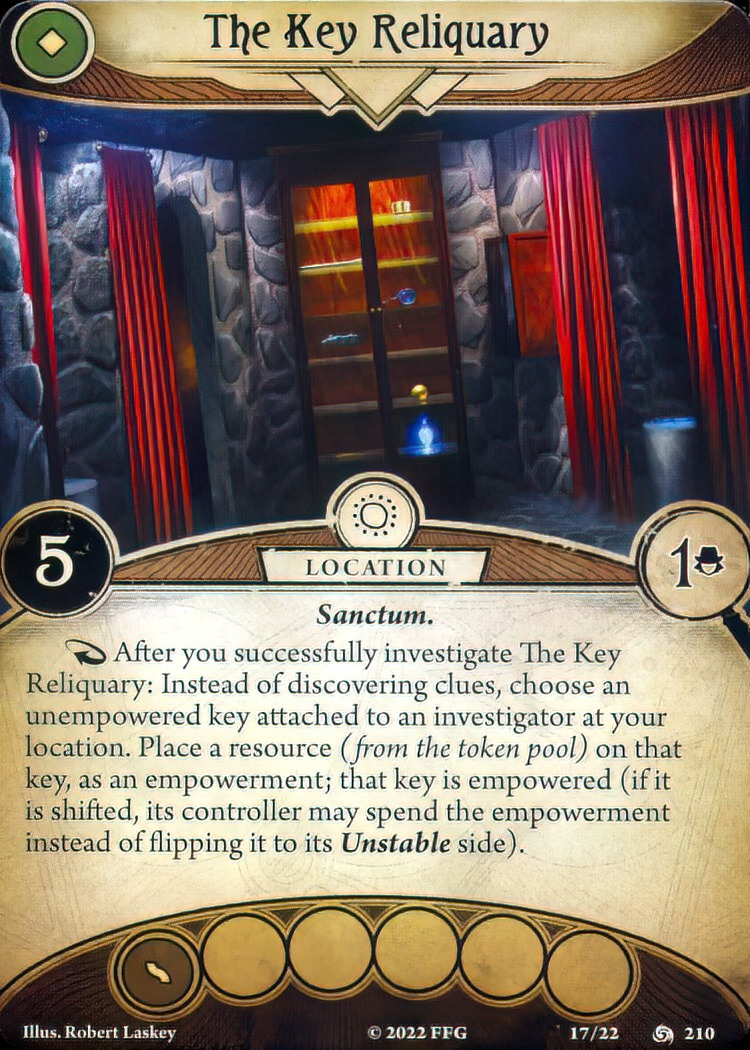 The Key Reliquary
5
LOCATION
1
Sanctum.
After you successfully investigate The Key
Reliquary: Instead of discovering clues, choose an
unempowered key attached to an investigator at your
location. Place a resource (from the token pool) on that
key, as an empowerment; that key is empowered (if it
is shifted, its controller may spend the empowerment
instead of flipping it to its Unstable side).
Illus. Robert Laskey
© 2022 FFG
17/22
210